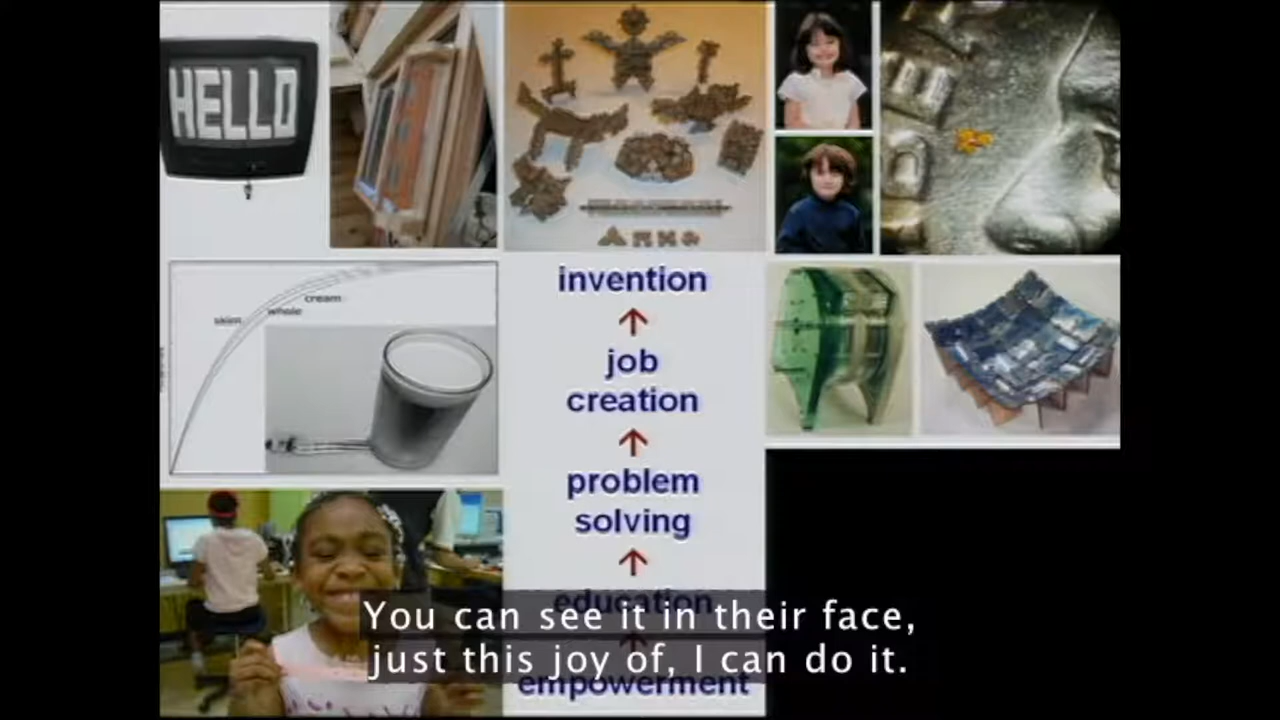 HELLO
skim
whole
cream
invention
job
creation
problem
solving
education
empowerment
You can see it in their face,
just this joy of, I can do it.